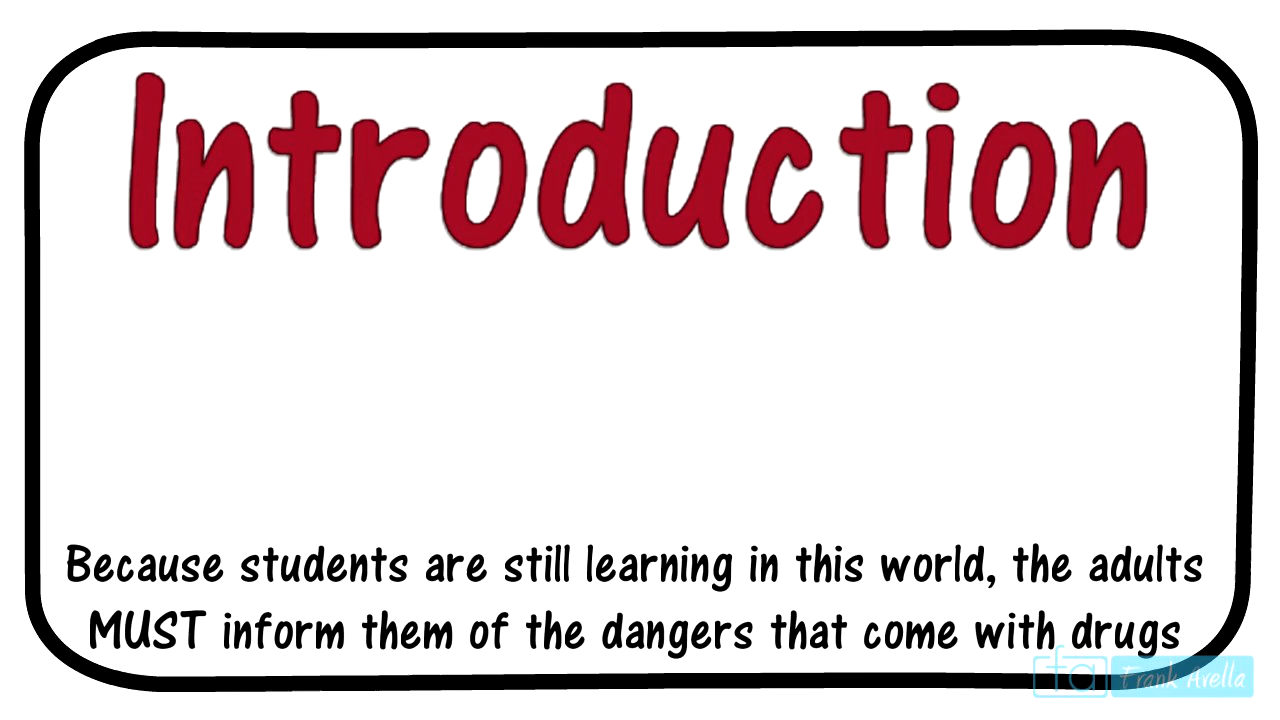 Introduction
Because students are still learning in this world, the adults
MUST inform them of the dangers that come with drugs
fa Frank Avella